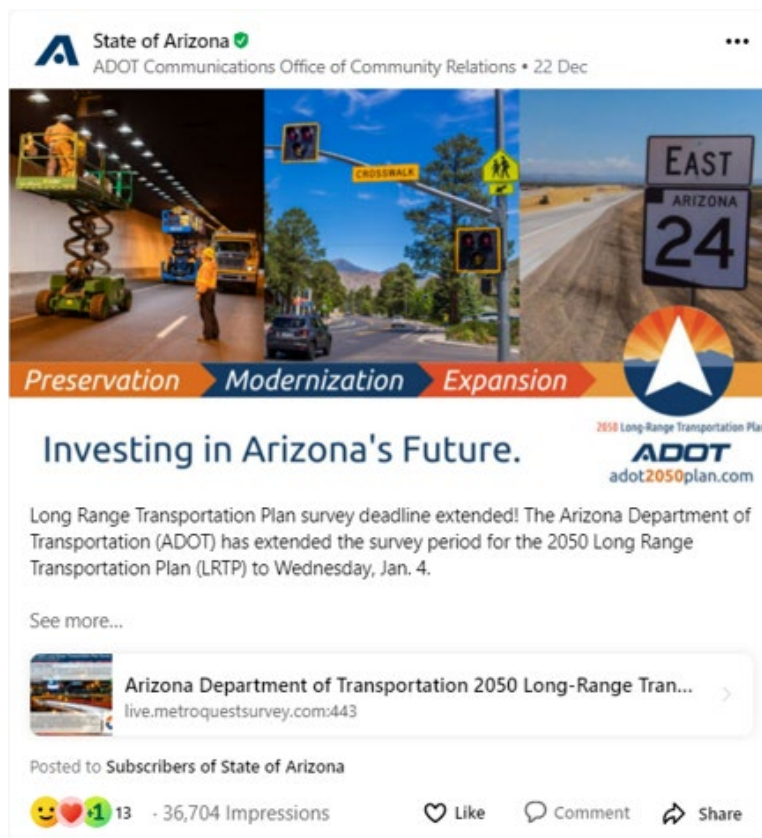 State of Arizona
ADOT Communications Office of Community Relations • 22 Dec
CROSSWALK
EAST
ARIZONA
24
Preservation Modernization Expansion
2050 Long-Range Transportation Plan
Investing in Arizona's Future.
ADOT
adot2050plan.com
Long Range Transportation Plan survey deadline extended! The Arizona Department of
Transportation (ADOT) has extended the survey period for the 2050 Long Range
Transportation Plan (LRTP) to Wednesday, Jan. 4.
See more...
Arizona Department of Transportation 2050 Long-Range Tran...
live.metroquestsurvey.com:443
Posted to Subscribers of State of Arizona
+1 13 · 36,704 Impressions Like Comment Share